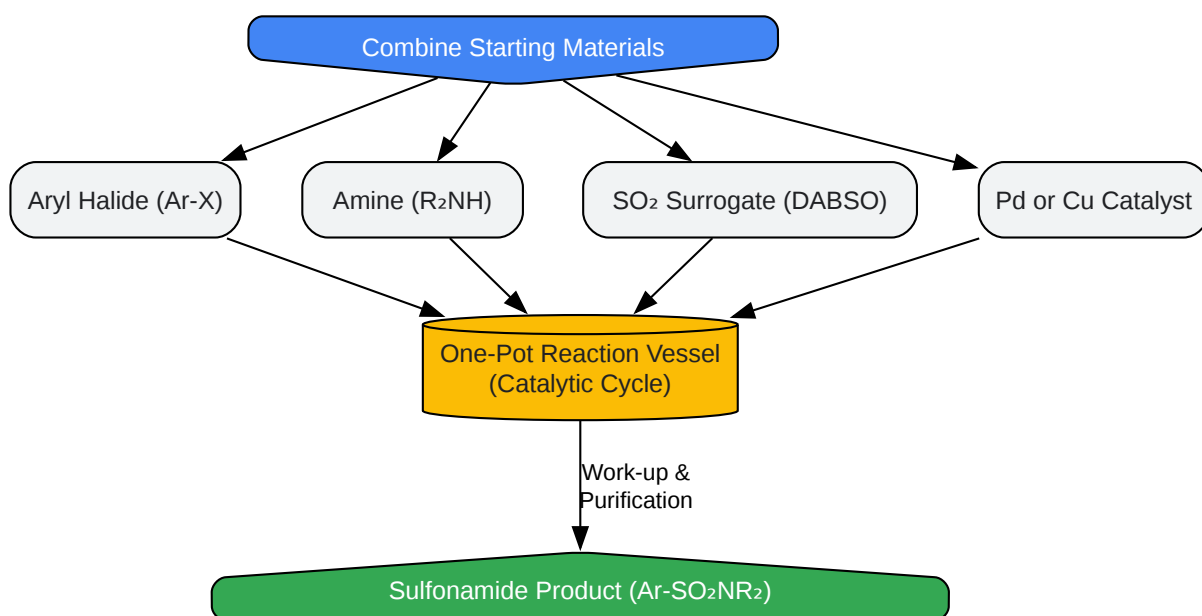 Combine Starting Materials
Aryl Halide (Ar-X)
Amine (R₂NH)
SO₂ Surrogate (DABSO)
Pd or Cu Catalyst
One-Pot Reaction Vessel
(Catalytic Cycle)
Work-up &
Purification
Sulfonamide Product (Ar-SO₂NR₂)